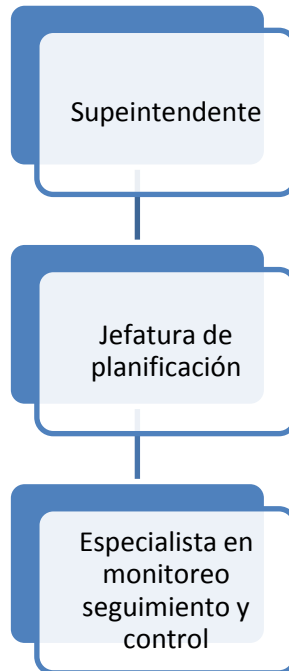 Supeintendente
Jefatura de
planificación
Especialista en
monitoreo
seguimiento y
control